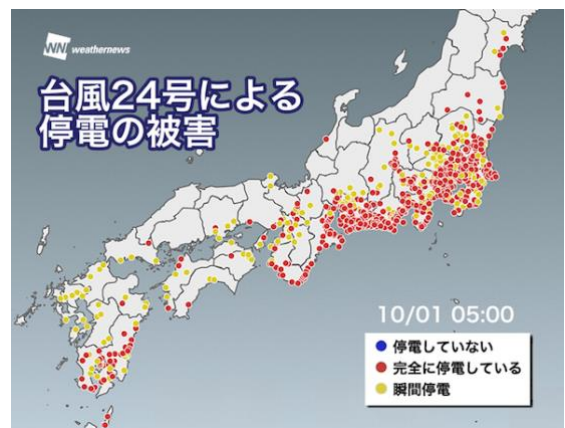 WNI weathernews
台風24号による
停電の被害
10/01 05:00
停電していない
完全に停電している
瞬間停電